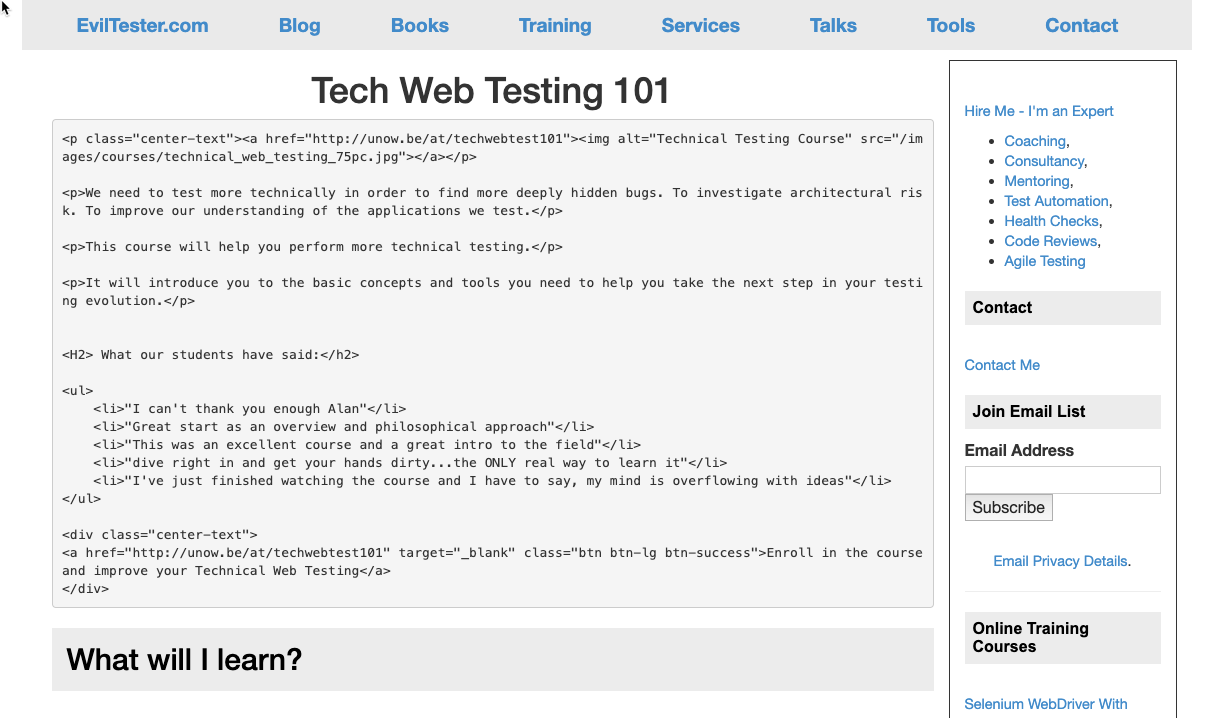 EvilTester.com Blog Books Training Services Talks Tools Contact
Tech Web Testing 101
<p class="center-text"><a href="http://unow.be/at/techwebtest101"><img alt="Technical Testing Course" src="/im
ages/courses/technical_web_testing_75pc.jpg"></a></p>
<p>We need to test more technically in order to find more deeply hidden bugs. To investigate architectural ris
k. To improve our understanding of the applications we test.</p>
<p>This course will help you perform more technical testing.</p>
<p>It will introduce you to the basic concepts and tools you need to help you take the next step in your testi
ng evolution.</p>
<H2> What our students have said:</h2>
<ul>
<li>"I can't thank you enough Alan"</li>
<li>"Great start as an overview and philosophical approach"</li>
<li>"This was an excellent course and a great intro to the field"</li>
<li>"dive right in and get your hands dirty...the ONLY real way to learn it"</li>
<li>"I've just finished watching the course and I have to say, my mind is overflowing with ideas"</li>
</ul>
<div class="center-text">
<a href="http://unow.be/at/techwebtest101" target="_blank" class="btn btn-lg btn-success">Enroll in the course
and improve your Technical Web Testing</a>
</div>
What will I learn?
Hire Me - I'm an Expert
Coaching,
Consultancy,
Mentoring,
Test Automation,
Health Checks,
Code Reviews,
Agile Testing
Contact
Contact Me
Join Email List
Email Address
Subscribe
Email Privacy Details.
Online Training
Courses
Selenium WebDriver With